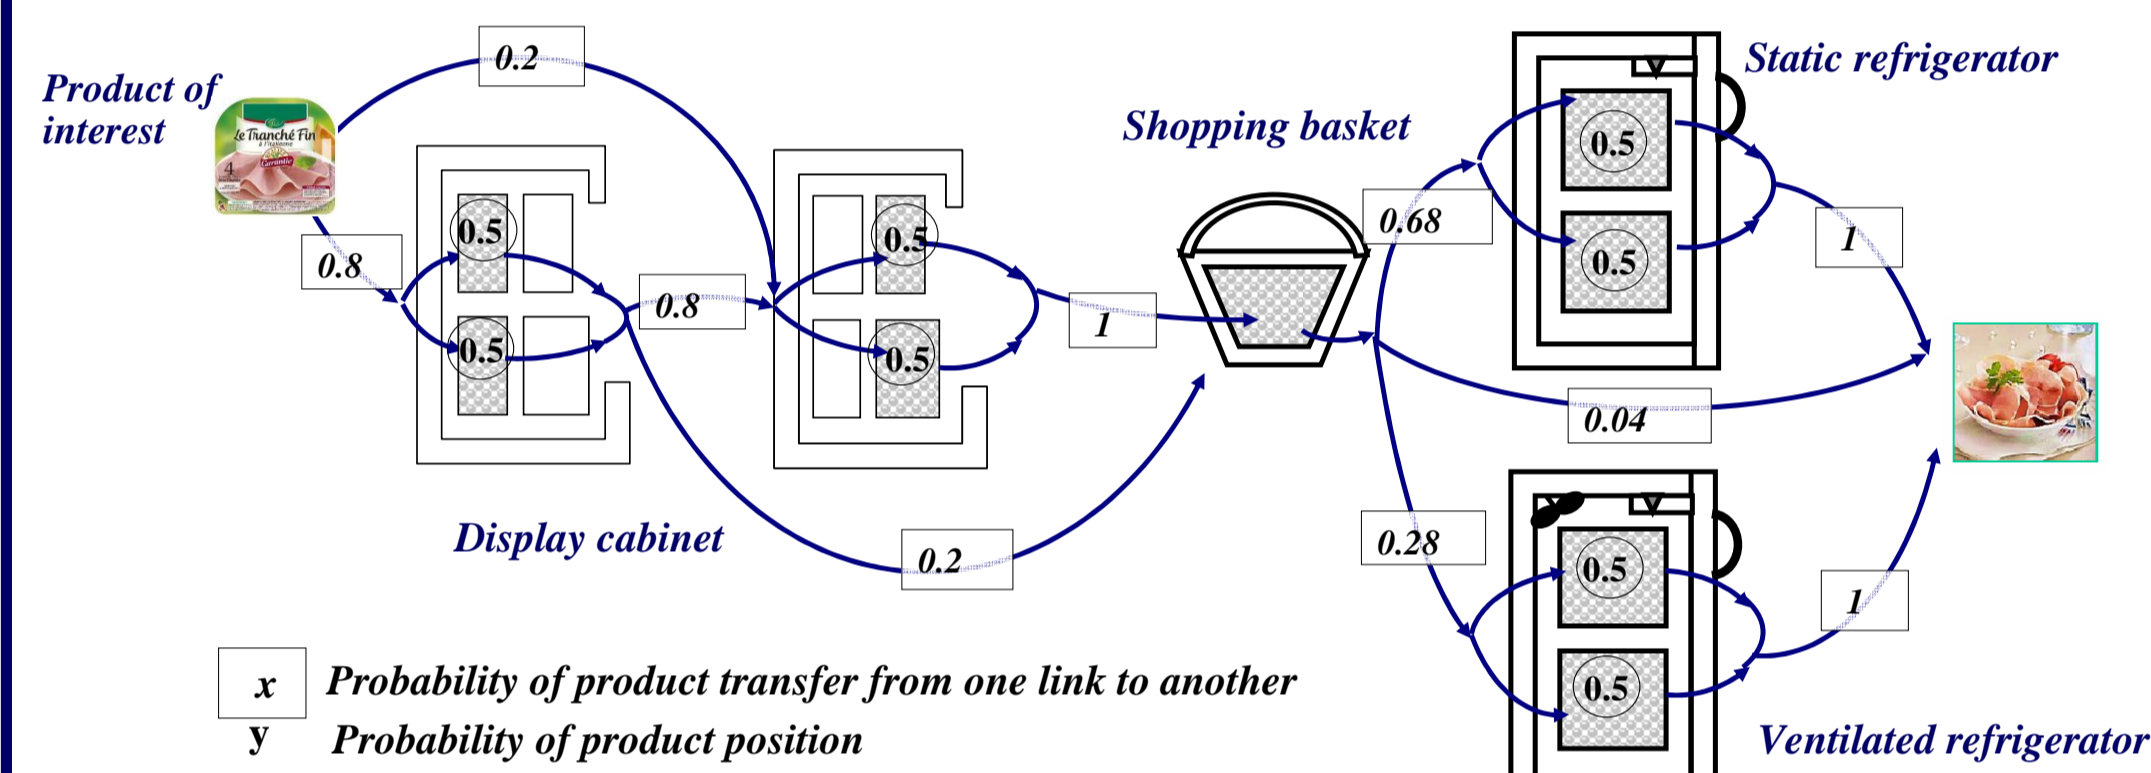 Product of
interest
Le Tranché Fin
à l'italienne
Garantie
4
0.2
0.8
0.5
0.5
Display cabinet
0.8
0.2
0.5
0.5
1
Shopping basket
0.68
0.04
0.28
Static refrigerator
0.5
0.5
1
0.5
0.5
1
Ventilated refrigerator
x Probability of product transfer from one link to another
y Probability of product position